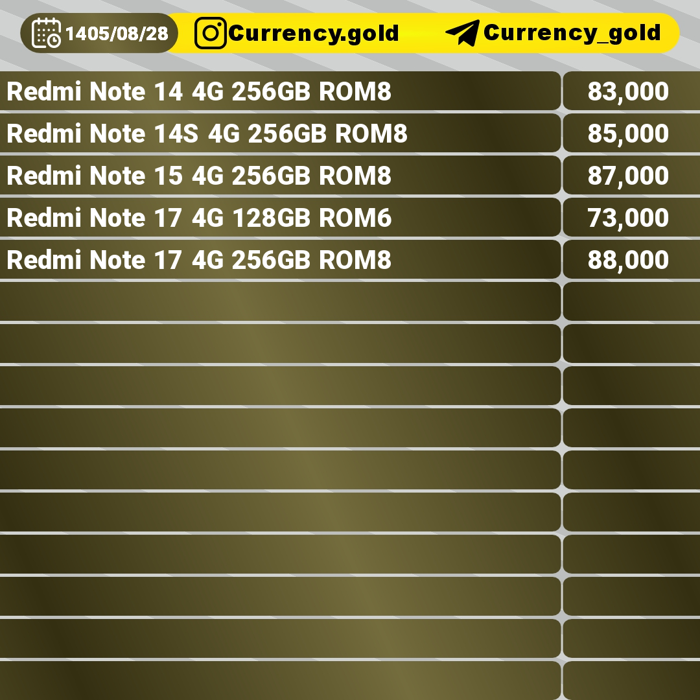 1405/08/28 Currency.gold Currency_gold
Redmi Note 14 4G 256GB ROM8 83,000
Redmi Note 14S 4G 256GB ROM8 85,000
Redmi Note 15 4G 256GB ROM8 87,000
Redmi Note 17 4G 128GB ROM6 73,000
Redmi Note 17 4G 256GB ROM8 88,000